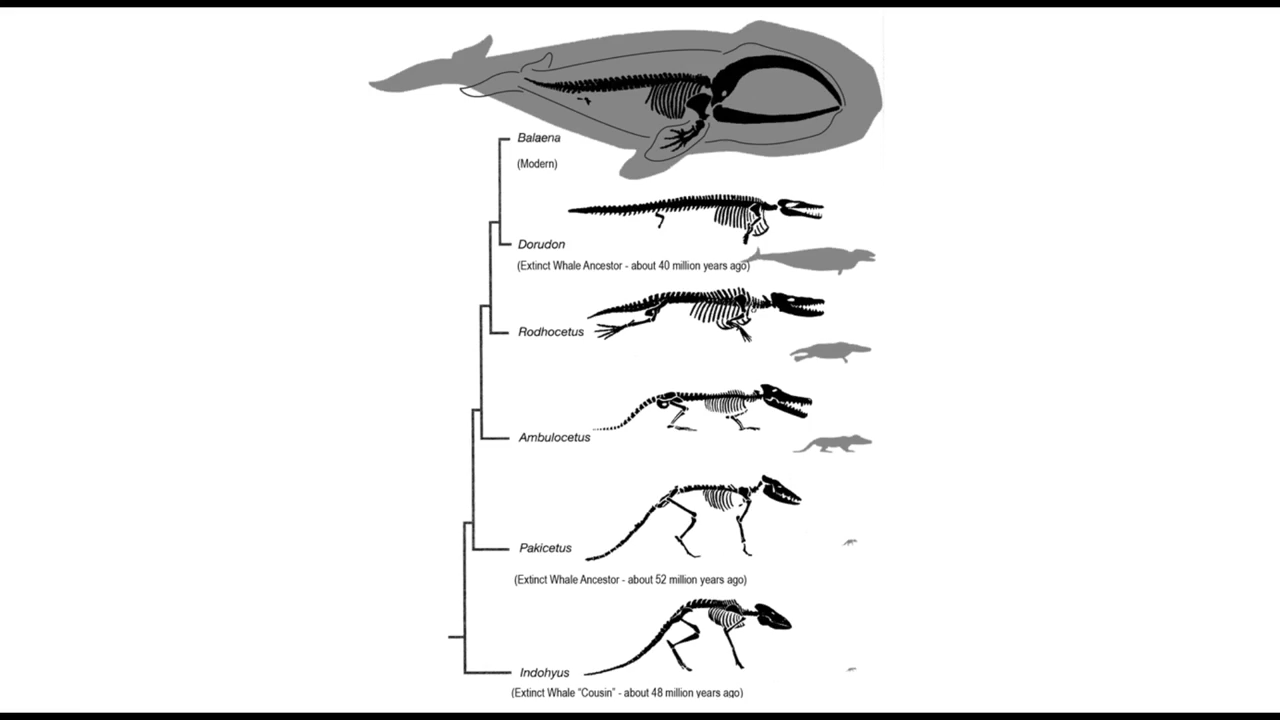 Balaena
(Modern)
Dorudon
(Extinct Whale Ancestor - about 40 million years ago)
Rodhocetus
Ambulocetus
Pakicetus
(Extinct Whale Ancestor - about 52 million years ago)
Indohyus
(Extinct Whale “Cousin” - about 48 million years ago)